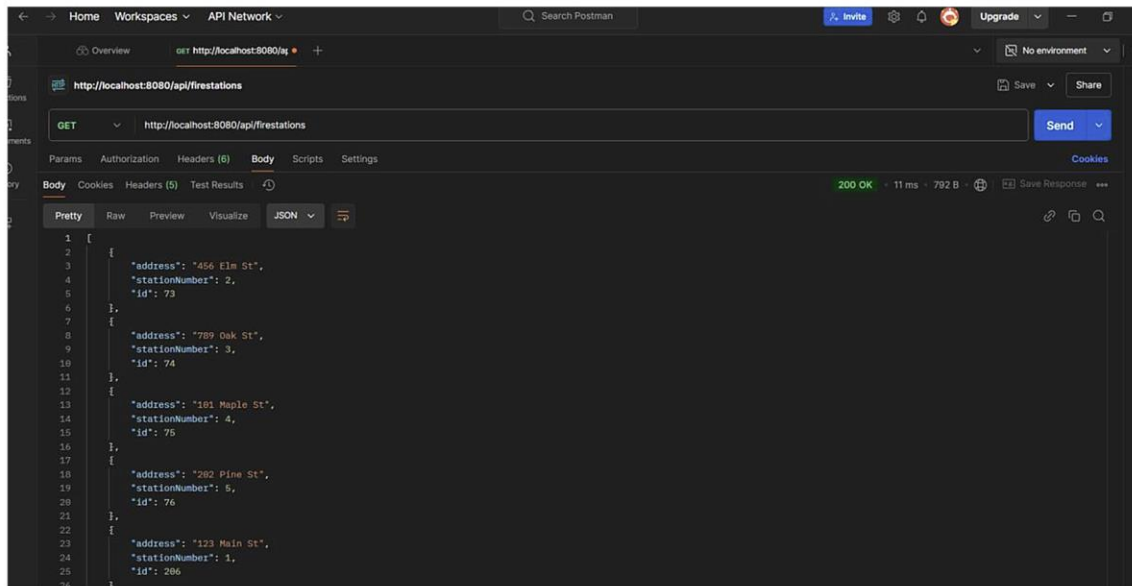 Home Workspaces API Network Search Postman Invite Upgrade
Overview GET http://localhost:8080/ap No environment
http://localhost:8080/api/firestations Save Share
GET http://localhost:8080/api/firestations Send
Params Authorization Headers (6) Body Scripts Settings Cookies
Body Cookies Headers (5) Test Results 200 OK 11 ms 792 B Save Response
Pretty Raw Preview Visualize JSON
1 [
2 {
3 "address": "456 Elm St",
4 "stationNumber": 2,
5 "id": 73
6 },
7 {
8 "address": "789 Oak St",
9 "stationNumber": 3,
10 "id": 74
11 },
12 {
13 "address": "101 Maple St",
14 "stationNumber": 4,
15 "id": 75
16 },
17 {
18 "address": "202 Pine St",
19 "stationNumber": 5,
20 "id": 76
21 },
22 {
23 "address": "123 Main St",
24 "stationNumber": 1,
25 "id": 206
26 }